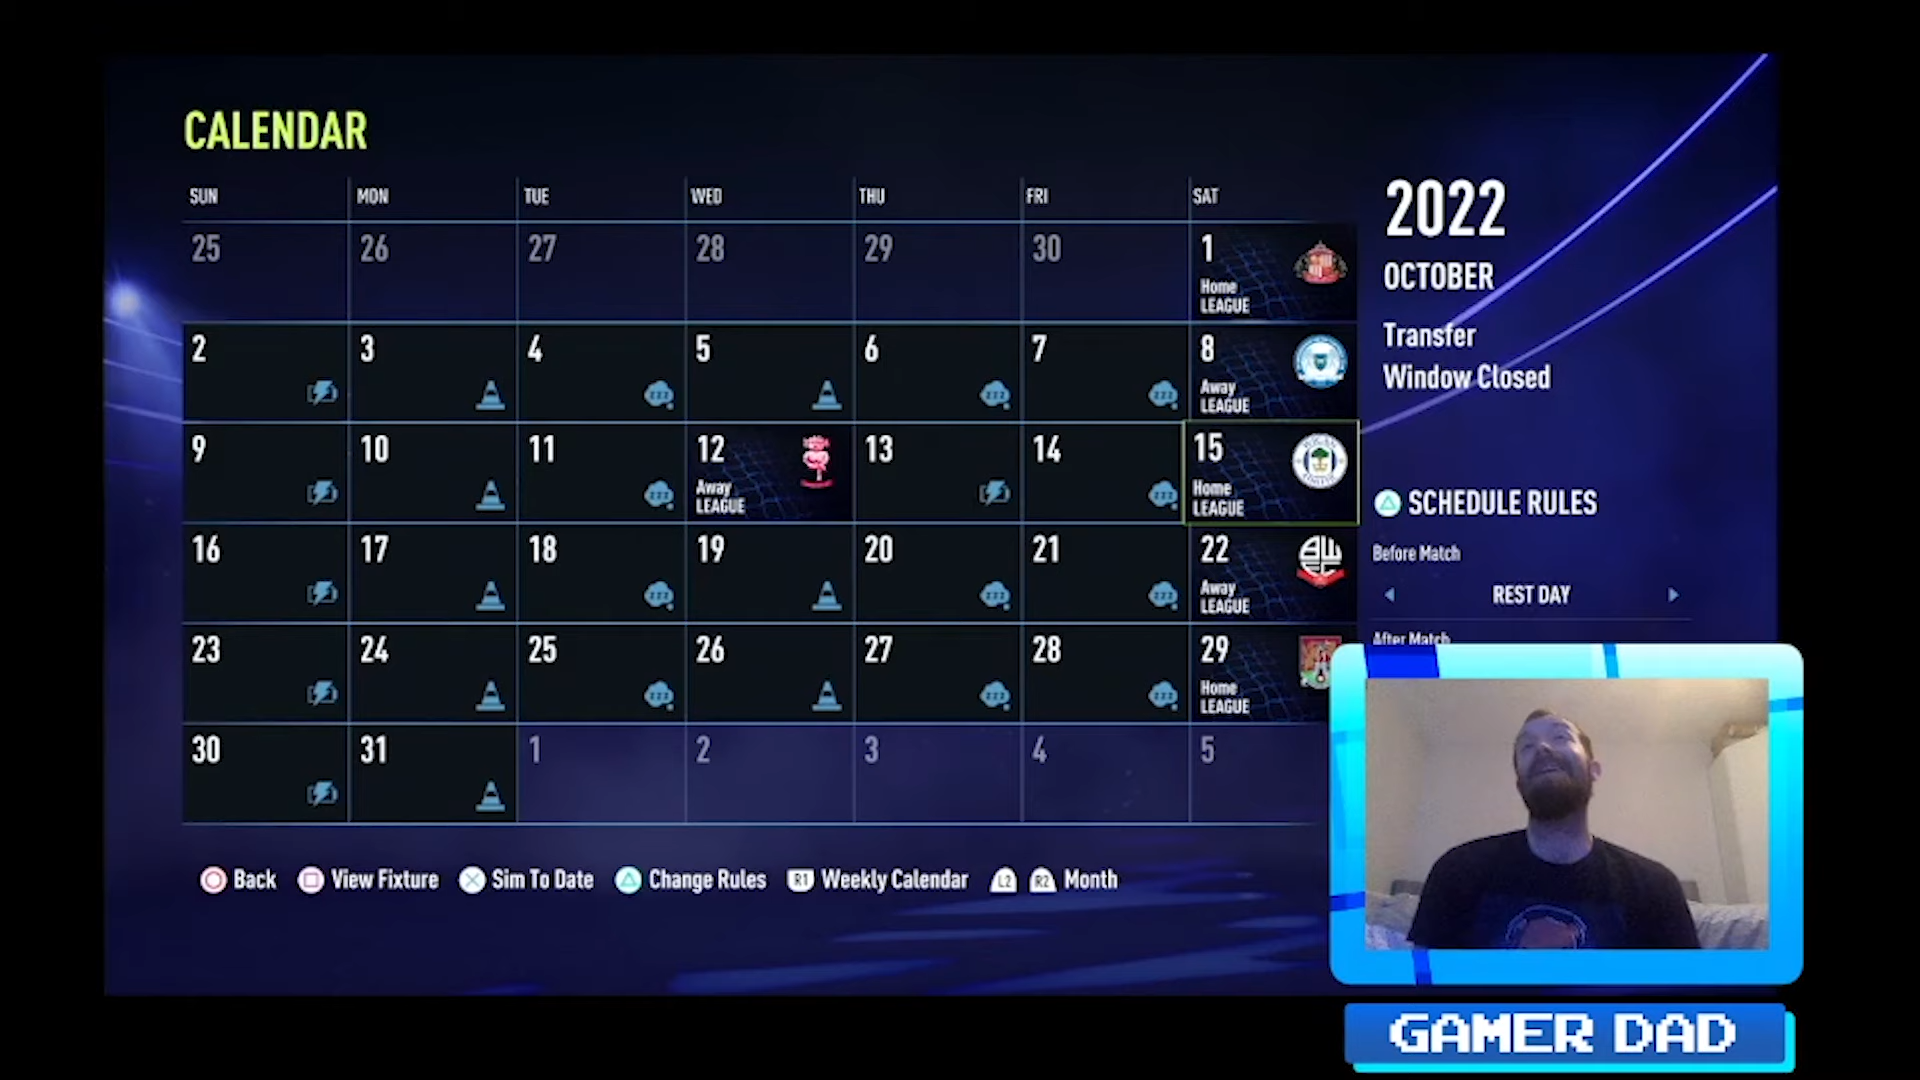 CALENDAR
SUN MON TUE WED THU FRI SAT
25 26 27 28 29 30 1
Home
LEAGUE
2 3 4 5 6 7 8
Away
LEAGUE
9 10 11 12 13 14 15
Away
LEAGUE
Home
LEAGUE
16 17 18 19 20 21 22
Away
LEAGUE
23 24 25 26 27 28 29
Home
LEAGUE
30 31 1 2 3 4 5
2022
OCTOBER
Transfer
Window Closed
SCHEDULE RULES
Before Match
REST DAY
After Match
Back View Fixture Sim To Date Change Rules R1 Weekly Calendar L2 R2 Month
GAMER DAD